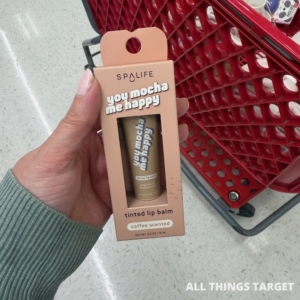 SPALIFE
you mocha
me happy
you mocha
me happy
tinted lip balm
coffee scented
ALL THINGS TARGET